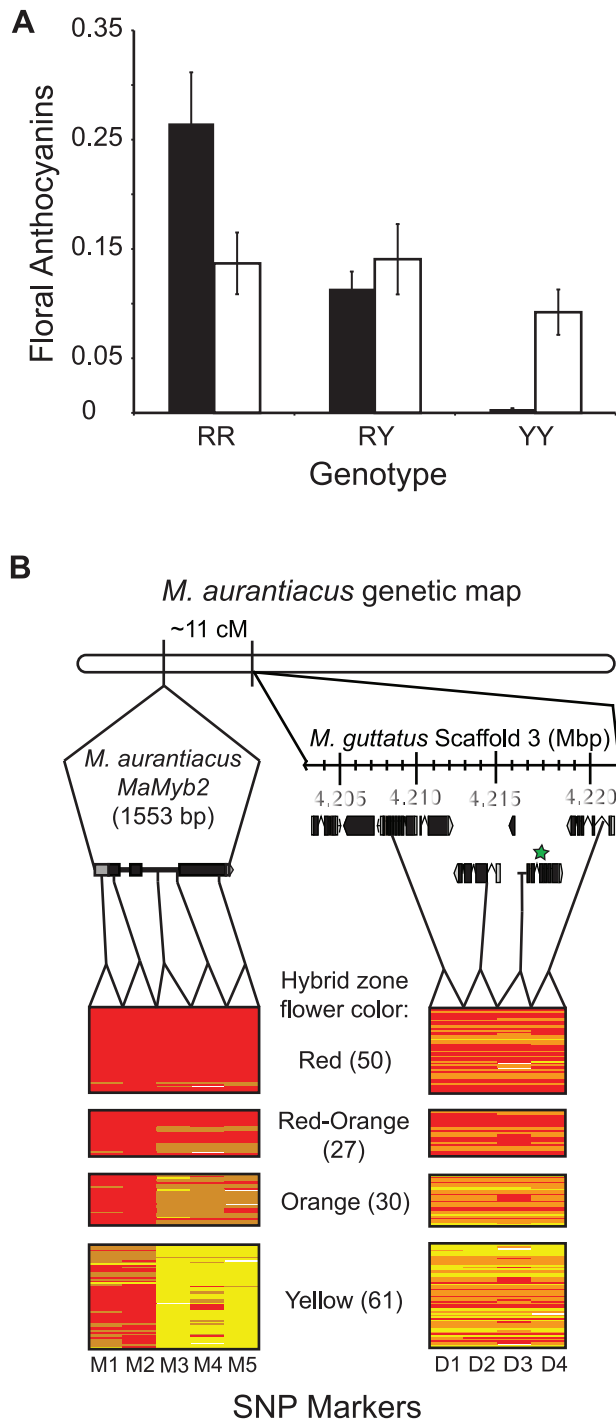 A
0.35
0.25
0.15
0.05
0
Floral Anthocyanins
RR
RY
YY
Genotype
B
M. aurantiacus genetic map
~11 cM
M. aurantiacus
MaMyb2
(1553 bp)
M. guttatus Scaffold 3 (Mbp)
4,205
4,210
4,215
4,220
Hybrid zone
flower color:
Red (50)
Red-Orange
(27)
Orange (30)
Yellow (61)
M1 M2 M3 M4 M5
D1 D2 D3 D4
SNP Markers